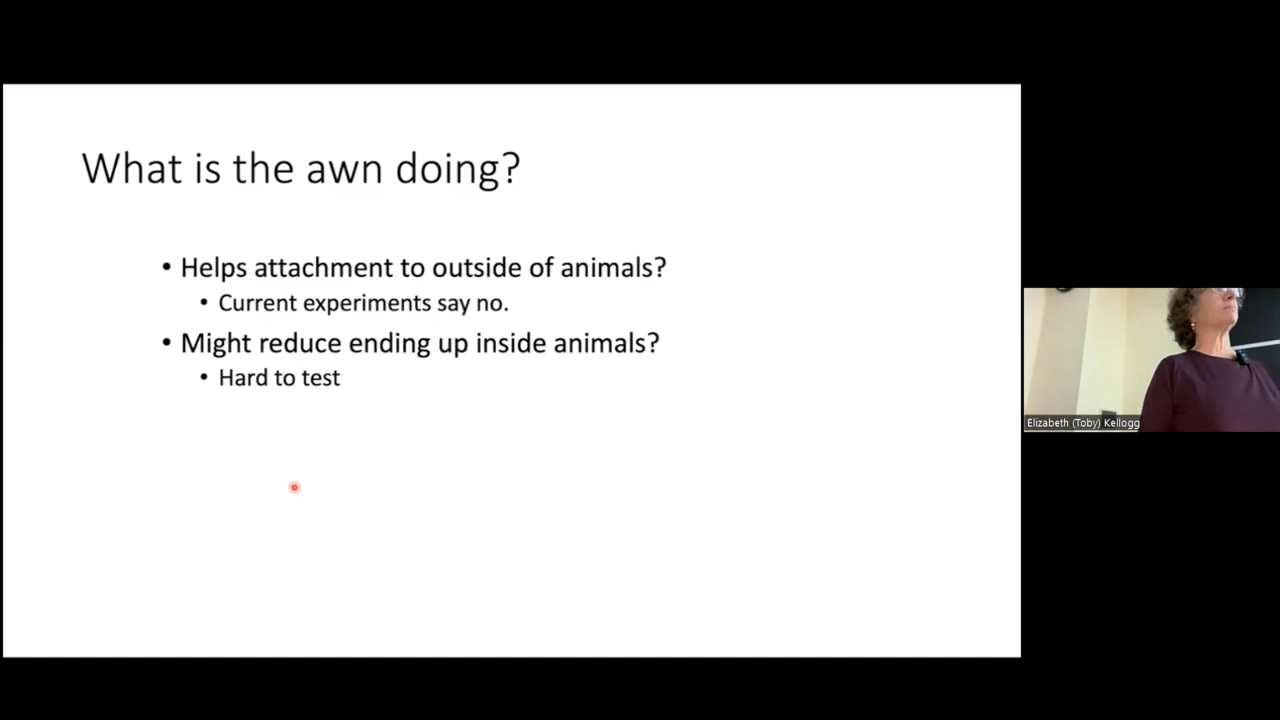 What is the awn doing?
• Helps attachment to outside of animals?
• Current experiments say no.
• Might reduce ending up inside animals?
• Hard to test
Elizabeth (Toby) Kellogg